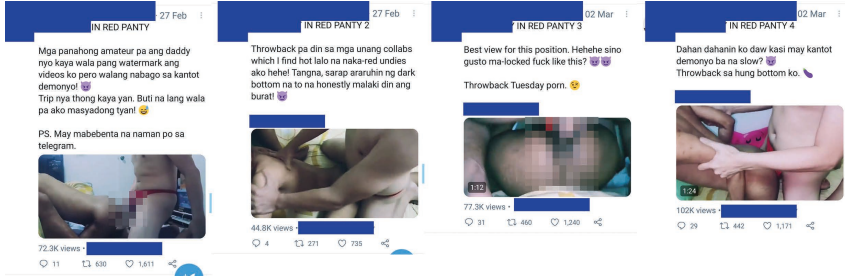 27 Feb
IN RED PANTY
Mga panahong amateur pa ang daddy
nyo kaya wala pang watermark ang
videos ko pero walang nabago sa kantot
demonyo! 😈
Trip nya thong kaya yan. Buti na lang wala
pa ako masyadong tyan! 😅
PS. May mabebenta na naman po sa
telegram.
72.3K views •
11 630 1,611
27 Feb
IN RED PANTY 2
Throwback pa din sa mga unang collabs
which I find hot lalo na naka-red undies
ako hehe! Tangna, sarap araruhin ng dark
bottom na to na honestly malaki din ang
burat! 😈
44.8K views •
4 271 735
02 Mar
Y IN RED PANTY 3
Best view for this position. Hehehe sino
gusto ma-locked fuck like this? 😈😈
Throwback Tuesday porn. 😉
1:12
77.3K views •
31 460 1,240
02 Mar
IN RED PANTY 4
Dahan dahanin ko daw kasi may kantot
demonyo ba na slow? 😈
Throwback sa hung bottom ko. 🍆
1:24
102K views •
29 442 1,171